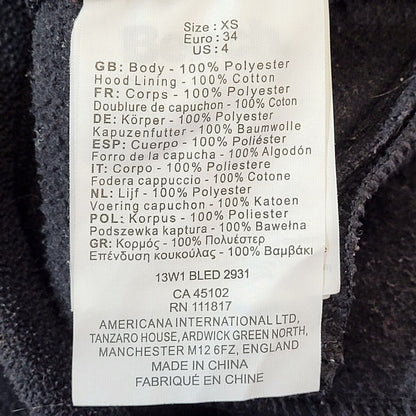 Size: XS
Euro: 34
US: 4
GB: Body - 100% Polyester
Hood Lining - 100% Cotton
FR: Corps - 100% Polyester
Doublure de capuchon - 100% Coton
DE: Körper - 100% Polyester
Kapuzenfutter - 100% Baumwolle
ESP: Cuerpo - 100% Poliéster
Forro de la capucha - 100% Algodón
IT: Corpo - 100% Poliestere
Fodera cappuccio - 100% Cotone
NL: Lijf - 100% Polyester
Voering capuchon - 100% Katoen
POL: Korpus - 100% Poliester
Podszewka kaptura - 100% Bawełna
GR: Κορμός - 100% Πολυέστερ
Επένδυση κουκούλας - 100% Βαμβάκι
13W1 BLED 2931
CA 45102
RN 111817
AMERICANA INTERNATIONAL LTD,
TANZARO HOUSE, ARDWICK GREEN NORTH,
MANCHESTER M12 6FZ, ENGLAND
MADE IN CHINA
FABRIQUÉ EN CHINE